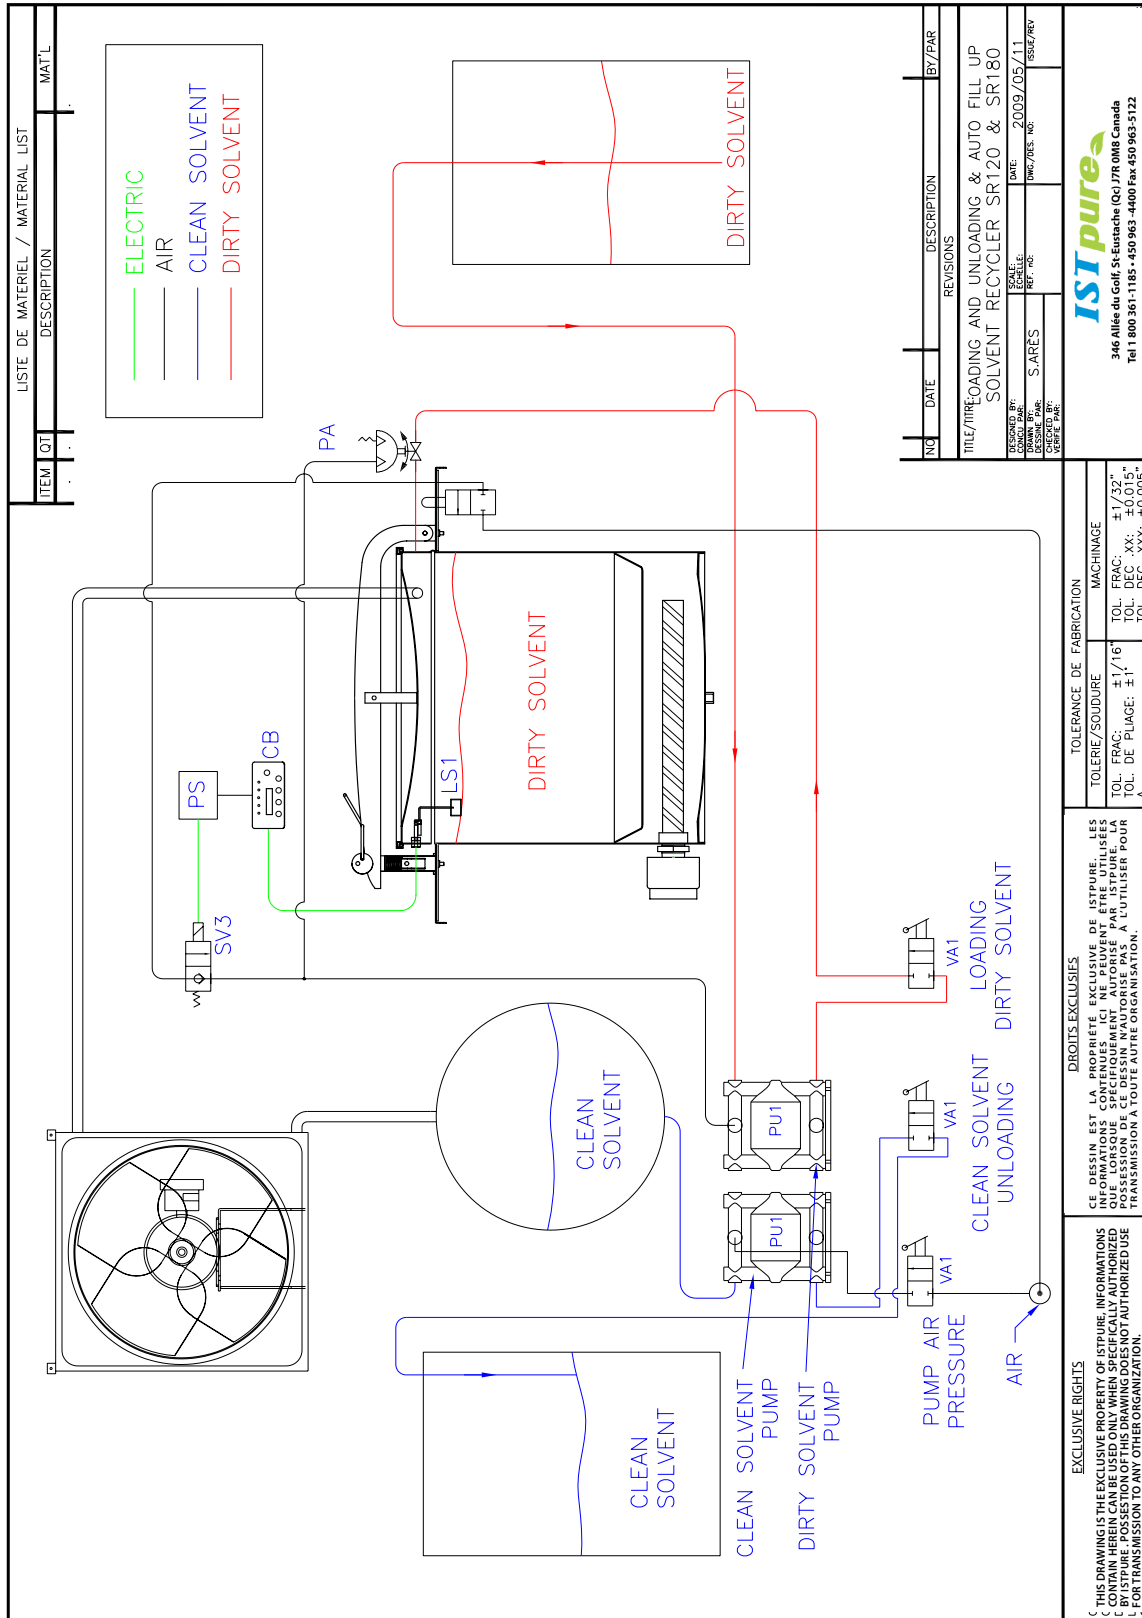 LISTE DE MATERIEL / MATERIAL LIST
ITEM QT DESCRIPTION MAT'L
ELECTRIC
AIR
CLEAN SOLVENT
DIRTY SOLVENT
DIRTY SOLVENT
PA
PS
CB
SV3
LS1
DIRTY SOLVENT
CLEAN
SOLVENT
CLEAN
SOLVENT
PU1
PU1
CLEAN SOLVENT
PUMP
DIRTY SOLVENT
PUMP
VA1
VA1
VA1
LOADING
DIRTY SOLVENT
CLEAN SOLVENT
UNLOADING
PUMP AIR
PRESSURE
AIR
NO DATE DESCRIPTION BY/PAR
REVISIONS
TITLE/TITRE:
LOADING AND UNLOADING & AUTO FILL UP
SOLVENT RECYCLER SR120 & SR180
DESIGNED BY:
CONCU PAR:
SCALE:
ECHELLE:
DATE:
2009/05/11
DRAWN BY:
DESSINE PAR:
S.ARÈS
REF. nO:
DWG./DES. NO:
ISSUE/REV
CHECKED BY:
VERIFIE PAR:
IST pure
346 Allée du Golf, St-Eustache (Qc) J7R 0M8 Canada
Tel 1 800 361-1185 • 450 963-4400 Fax 450 963-5122
TOLERANCE DE FABRICATION
TOLERIE/SOUDURE MACHINAGE
TOL. FRAC: ±1/16"
TOL. DE PLIAGE: ±1°
TOL. FRAC: ±1/32"
TOL. DEC .XX: ±0.015"
TOL. DEC .XXX: ±0.005"
DROITS EXCLUSIFS
CE DESSIN EST LA PROPRIÉTÉ EXCLUSIVE DE ISTPURE. LES
INFORMATIONS CONTENUES ICI NE PEUVENT ÊTRE UTILISÉES
QUE LORSQUE SPÉCIFIQUEMENT AUTORISÉ PAR ISTPURE. LA
POSSESSION DE CE DESSIN N'AUTORISE PAS À L'UTILISER POUR
TRANSMISSION À TOUTE AUTRE ORGANISATION.
EXCLUSIVE RIGHTS
THIS DRAWING IS THE EXCLUSIVE PROPERTY OF ISTPURE. INFORMATIONS
CONTAIN HEREIN CAN BE USED ONLY WHEN SPECIFICALLY AUTHORIZED
BY ISTPURE. POSSESTION OF THIS DRAWING DOES NOT AUTHORIZED USE
FOR TRANSMISSION TO ANY OTHER ORGANIZATION.